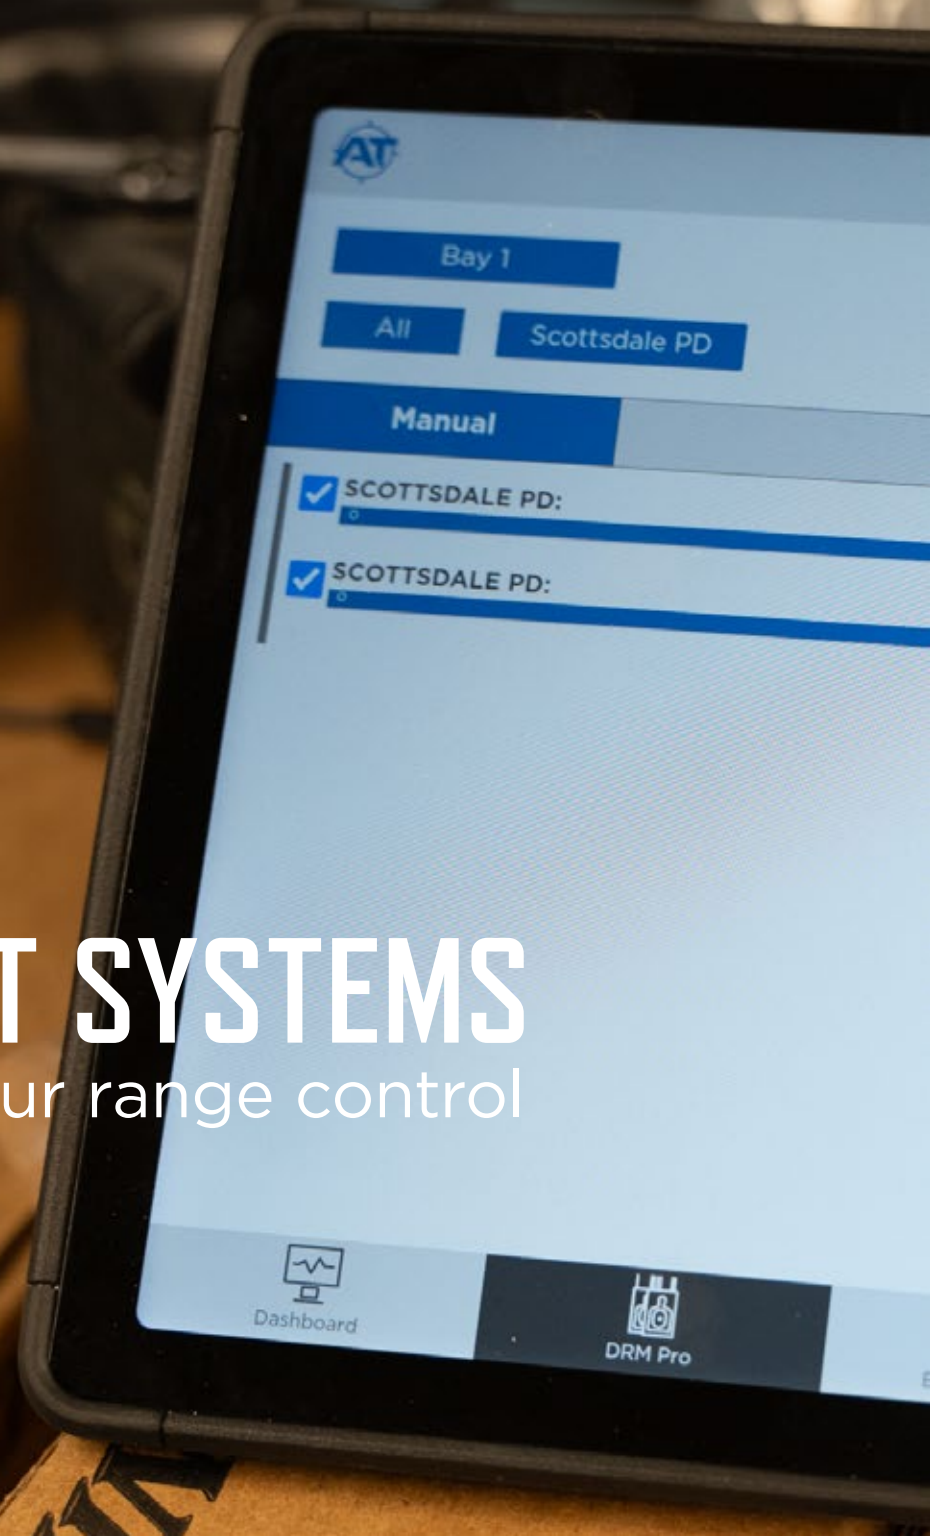 AT
Bay 1
All Scottsdale PD
Manual
SCOTTSDALE PD:
SCOTTSDALE PD:
T SYSTEMS
ur range control
Dashboard
DRM Pro